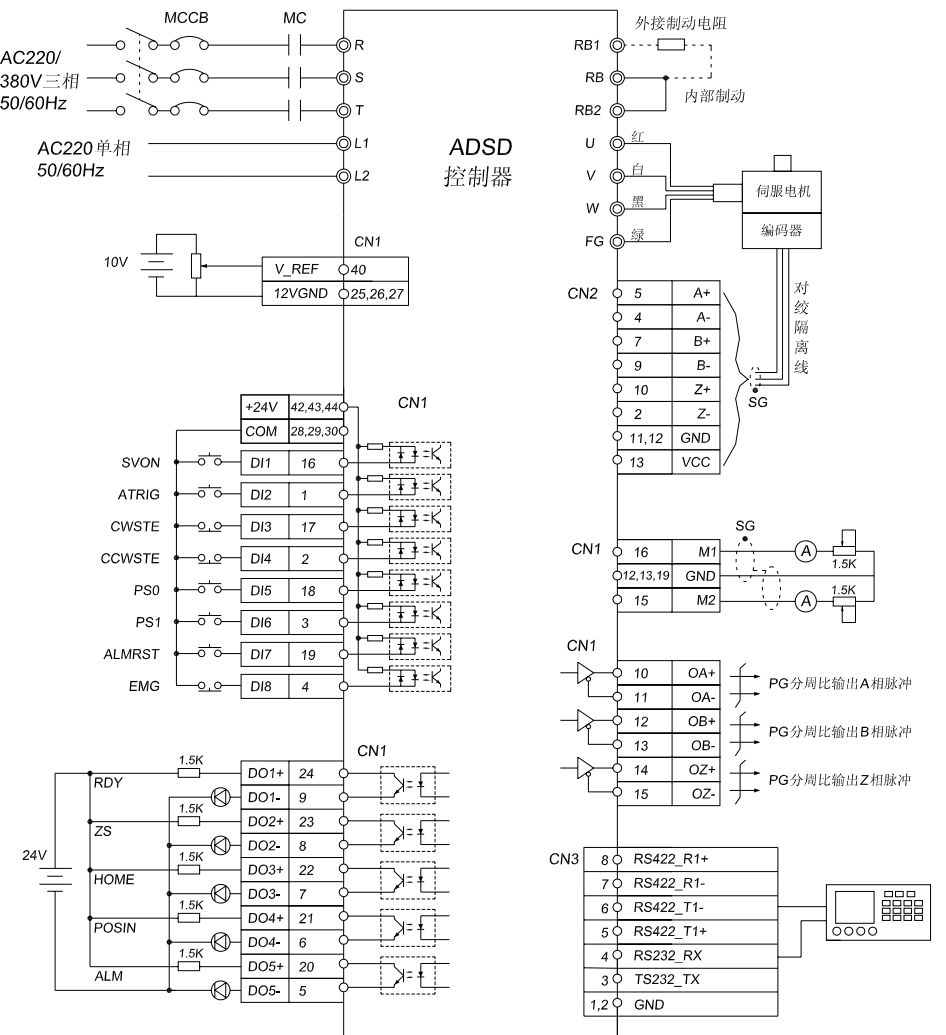 MCCB
MC
AC220/
380V三相
50/60Hz
R
S
T
AC220单相
50/60Hz
L1
L2
ADSD
控制器
RB1
外接制动电阻
RB
RB2
内部制动
U
红
V
白
W
黑
FG
绿
伺服电机
编码器
对绞隔离线
SG
10V
CN1
V_REF
40
12VGND
25,26,27
CN2
5 A+
4 A-
7 B+
9 B-
10 Z+
2 Z-
11,12 GND
13 VCC
CN1
+24V 42,43,44
COM 28,29,30
SVON DI1 16
ATRIG DI2 1
CWSTE DI3 17
CCWSTE DI4 2
PS0 DI5 18
PS1 DI6 3
ALMRST DI7 19
EMG DI8 4
CN1
SG
16 M1
A
1.5K
12,13,19 GND
15 M2
A
1.5K
CN1
10 OA+
11 OA-
PG分周比输出A相脉冲
12 OB+
13 OB-
PG分周比输出B相脉冲
14 OZ+
15 OZ-
PG分周比输出Z相脉冲
CN1
24V
RDY
1.5K
DO1+ 24
DO1- 9
ZS
1.5K
DO2+ 23
DO2- 8
HOME
1.5K
DO3+ 22
DO3- 7
POSIN
1.5K
DO4+ 21
DO4- 6
ALM
1.5K
DO5+ 20
DO5- 5
CN3
8 RS422_R1+
7 RS422_R1-
6 RS422_T1-
5 RS422_T1+
4 RS232_RX
3 TS232_TX
1,2 GND